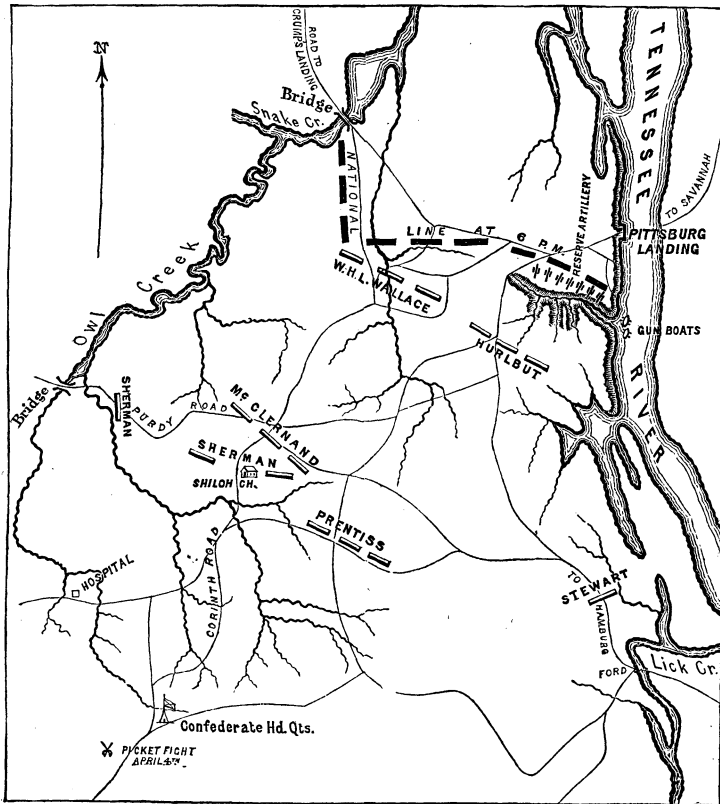 N
ROAD TO
CRUMPS LANDING
Bridge
Snake Cr.
TENNESSEE
RIVER
NATIONAL
LINE AT 6 P.M.
RESERVE ARTILLERY
TO SAVANNAH
PITTSBURG
LANDING
W.H.L. WALLACE
Owl Creek
GUN BOATS
HURLBUT
Bridge
SHERMAN
PURDY ROAD
McCLERNAND
SHERMAN
SHILOH CH.
PRENTISS
HOSPITAL
CORINTH ROAD
TO
STEWART
HAMBURG
FORD
Lick Cr.
Confederate Hd. Qts.
PICKET FIGHT
APRIL 4TH